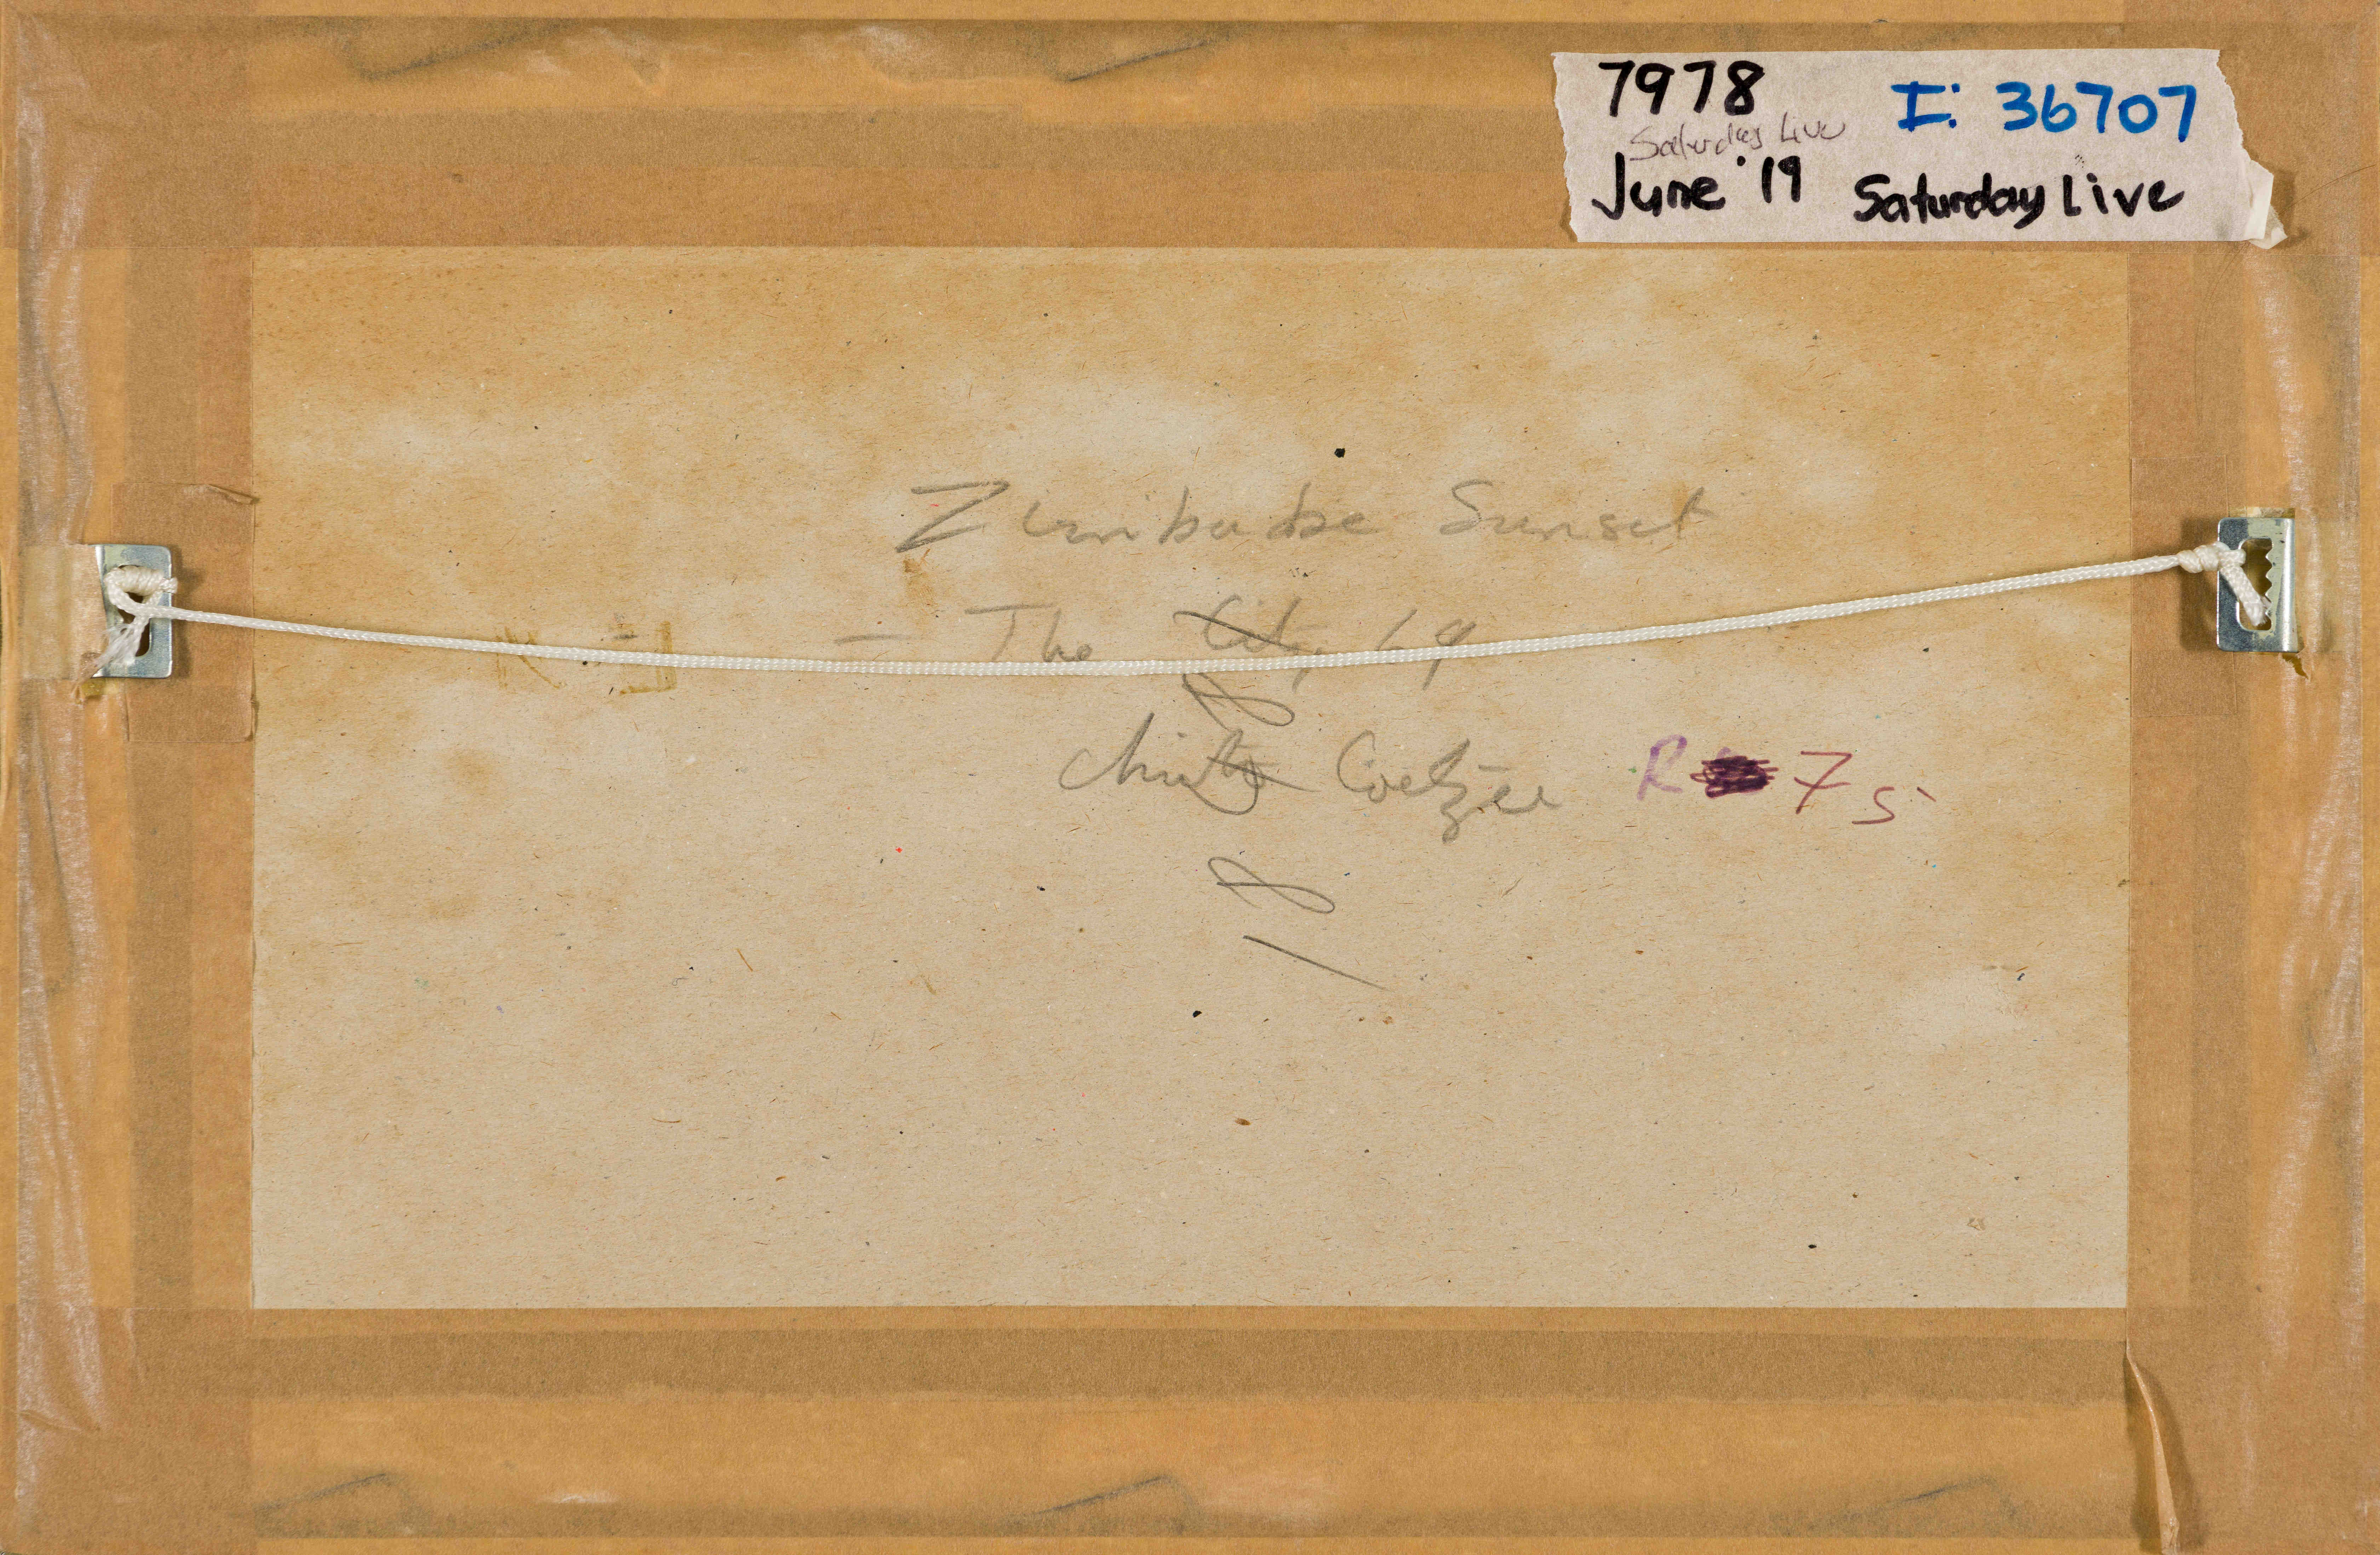 7978 I: 36707
Saturday Live
June '19 Saturday Live
Zimbabwe Sunset
- The
Coetzee R 75